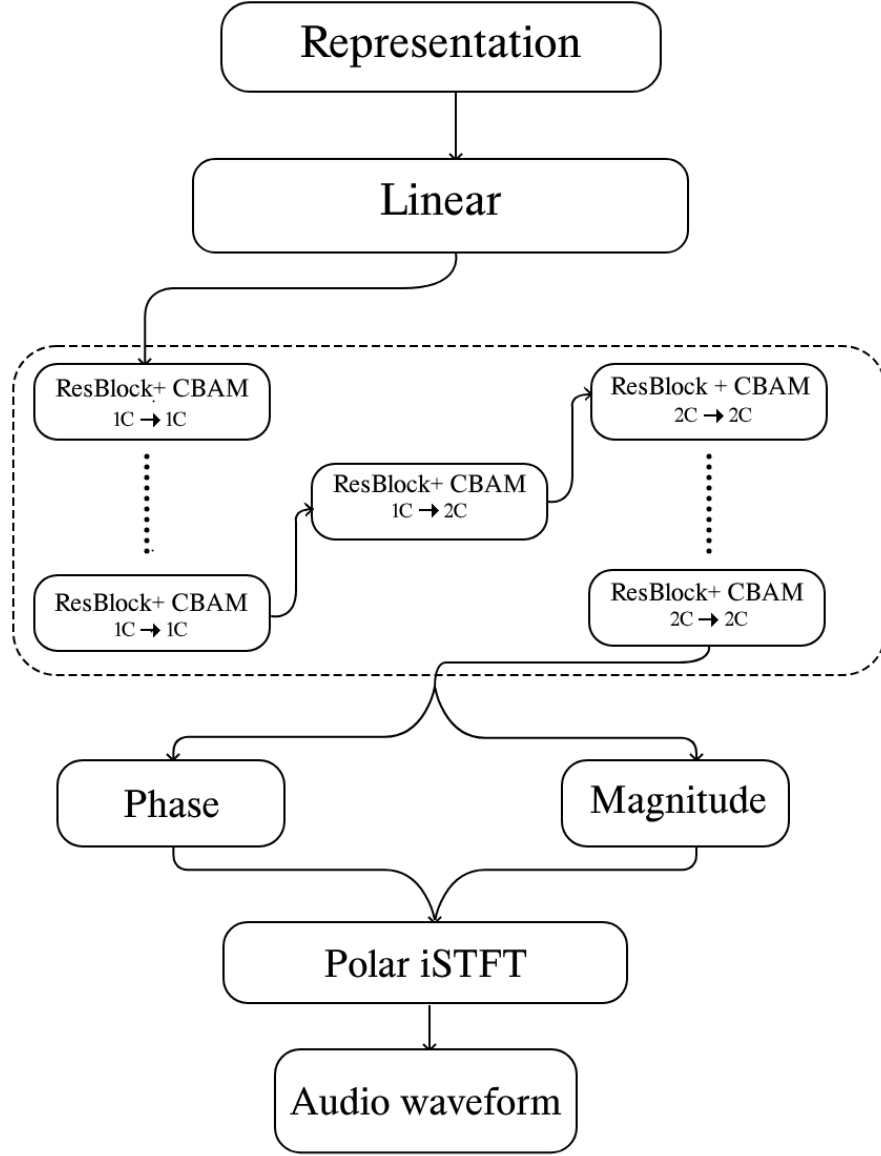 Representation
Linear
ResBlock+ CBAM
1C → 1C
ResBlock+ CBAM
1C → 1C
ResBlock+ CBAM
1C → 2C
ResBlock + CBAM
2C → 2C
ResBlock+ CBAM
2C → 2C
Phase
Magnitude
Polar iSTFT
Audio waveform